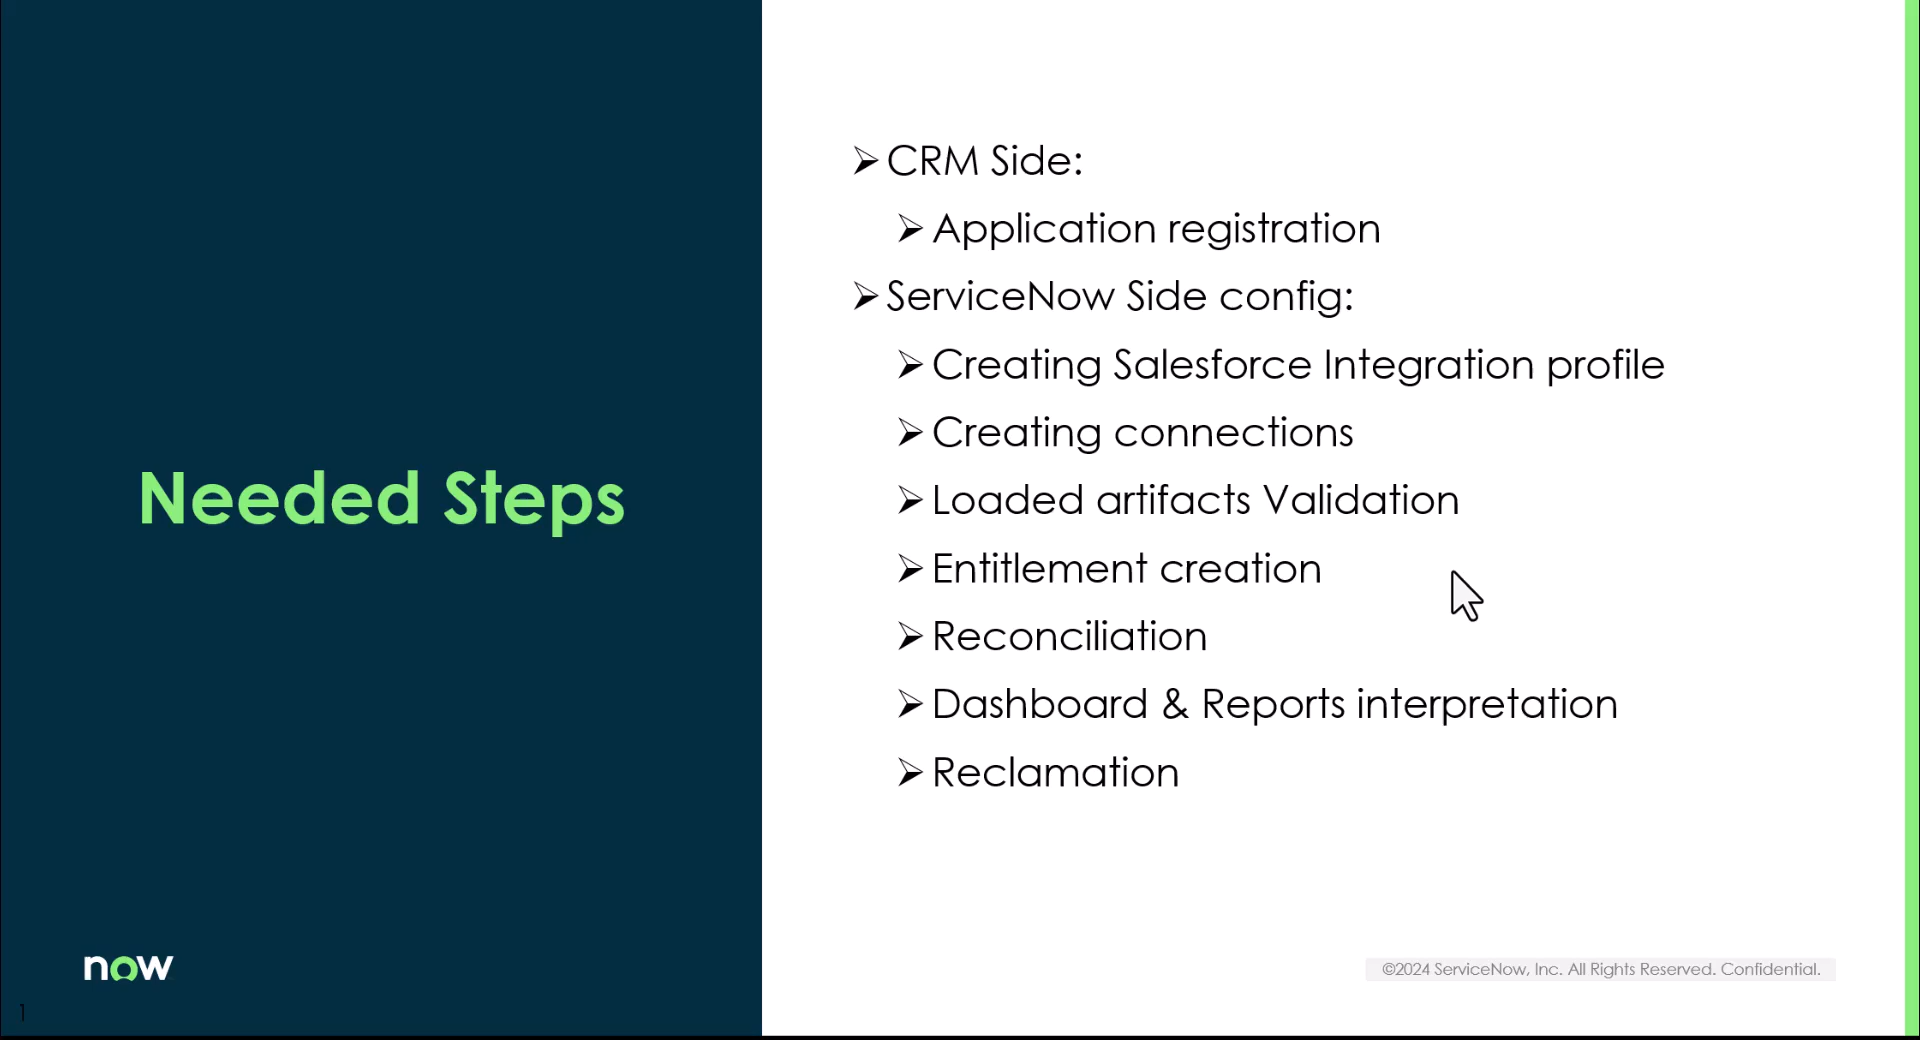 Needed Steps
CRM Side:
Application registration
ServiceNow Side config:
Creating Salesforce Integration profile
Creating connections
Loaded artifacts Validation
Entitlement creation
Reconciliation
Dashboard & Reports interpretation
Reclamation
now
©2024 ServiceNow, Inc. All Rights Reserved. Confidential.
1